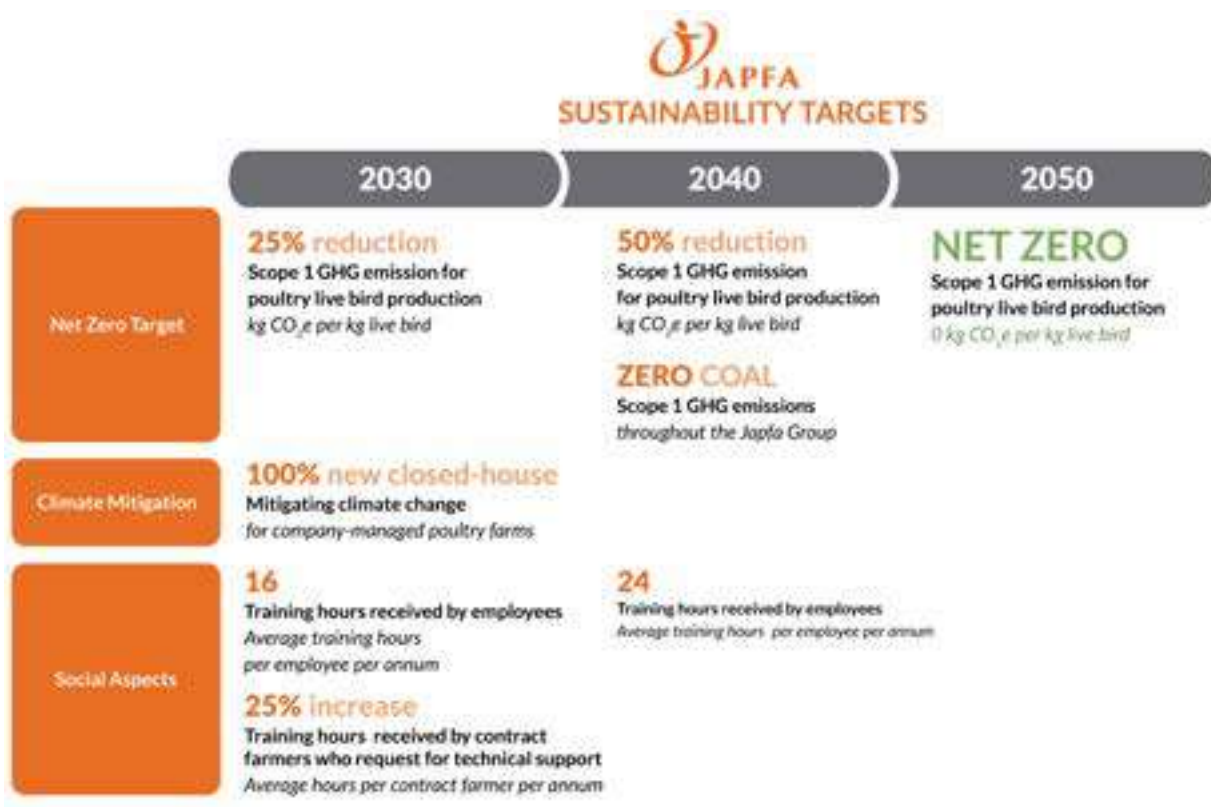 JAPFA
SUSTAINABILITY TARGETS
2030
2040
2050
Net Zero Target
25% reduction
Scope 1 GHG emission for
poultry live bird production
kg CO₂e per kg live bird
50% reduction
Scope 1 GHG emission
for poultry live bird production
kg CO₂e per kg live bird
ZERO COAL
Scope 1 GHG emissions
throughout the Japfa Group
NET ZERO
Scope 1 GHG emission for
poultry live bird production
0 kg CO₂e per kg live bird
Climate Mitigation
100% new closed-house
Mitigating climate change
for company-managed poultry farms
Social Aspects
16
Training hours received by employees
Average training hours
per employee per annum
25% increase
Training hours received by contract
farmers who request for technical support
Average hours per contract farmer per annum
24
Training hours received by employees
Average training hours per employee per annum